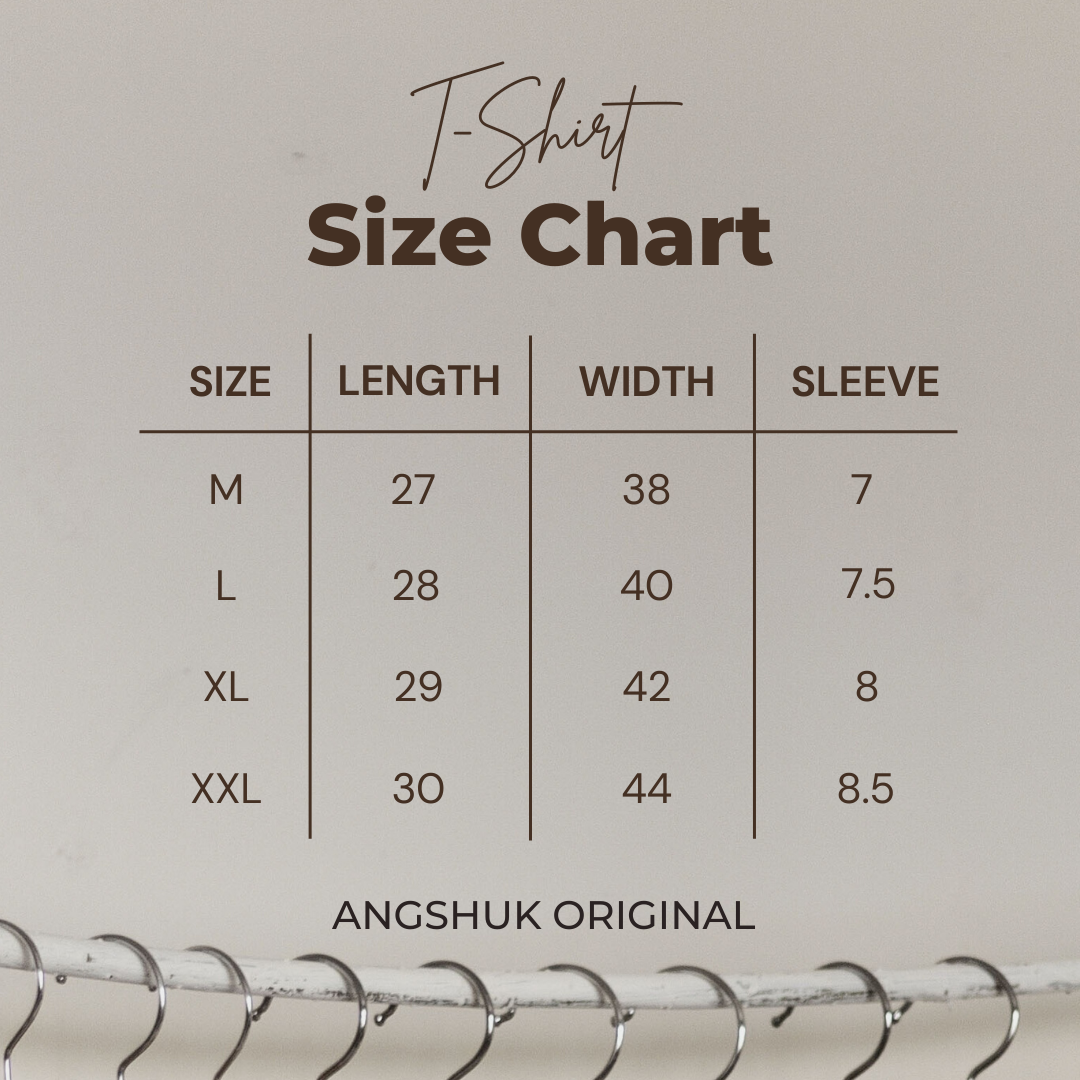 T-Shirt
Size Chart
SIZE LENGTH WIDTH SLEEVE
M 27 38 7
L 28 40 7.5
XL 29 42 8
XXL 30 44 8.5
ANGSHUK ORIGINAL